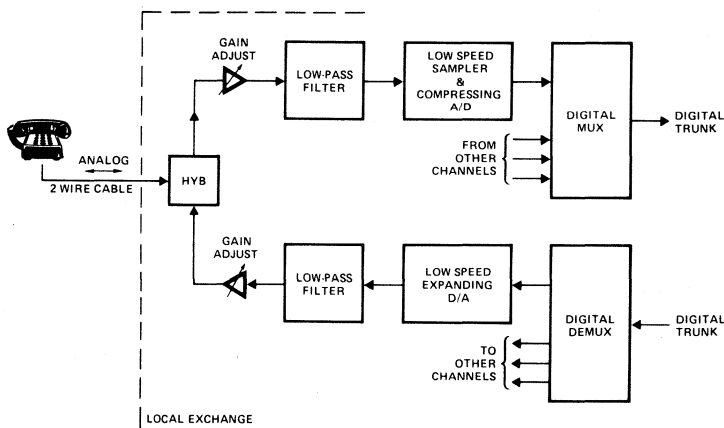 GAIN
ADJUST
LOW-PASS
FILTER
LOW SPEED
SAMPLER
&
COMPRESSING
A/D
DIGITAL
MUX
DIGITAL
TRUNK
FROM
OTHER
CHANNELS
ANALOG
2 WIRE CABLE
HYB
GAIN
ADJUST
LOW-PASS
FILTER
LOW SPEED
EXPANDING
D/A
DIGITAL
DEMUX
DIGITAL
TRUNK
TO
OTHER
CHANNELS
LOCAL EXCHANGE